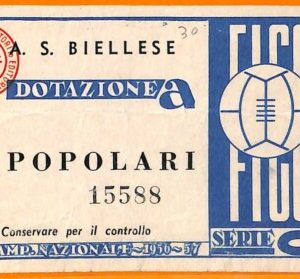 30
A. S. BIELLESE
FIGC
DOTAZIONE a
POPOLARI
15588
FIGC
Conservare per il controllo
SERIE C
CAMP. NAZIONALE - 1956-57